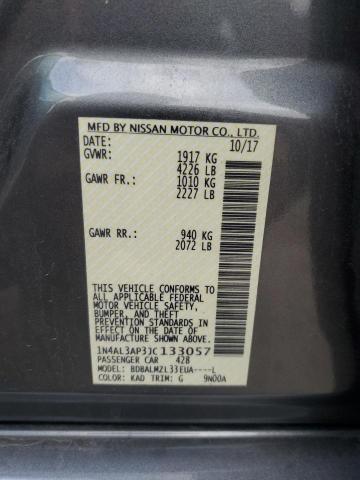 MFD BY NISSAN MOTOR CO., LTD.
DATE: 10/17
GVWR: 1917 KG
4226 LB
GAWR FR.: 1010 KG
2227 LB
GAWR RR.: 940 KG
2072 LB
THIS VEHICLE CONFORMS TO
ALL APPLICABLE FEDERAL
MOTOR VEHICLE SAFETY,
BUMPER, AND THEFT
PREVENTION STANDARDS IN
EFFECT ON THE DATE OF
MANUFACTURE SHOWN ABOVE.
1N4AL3AP3JC133057
PASSENGER CAR 428
MODEL: BDBALMZL33EUA----L
COLOR: KAD TRIM: G 9N00A